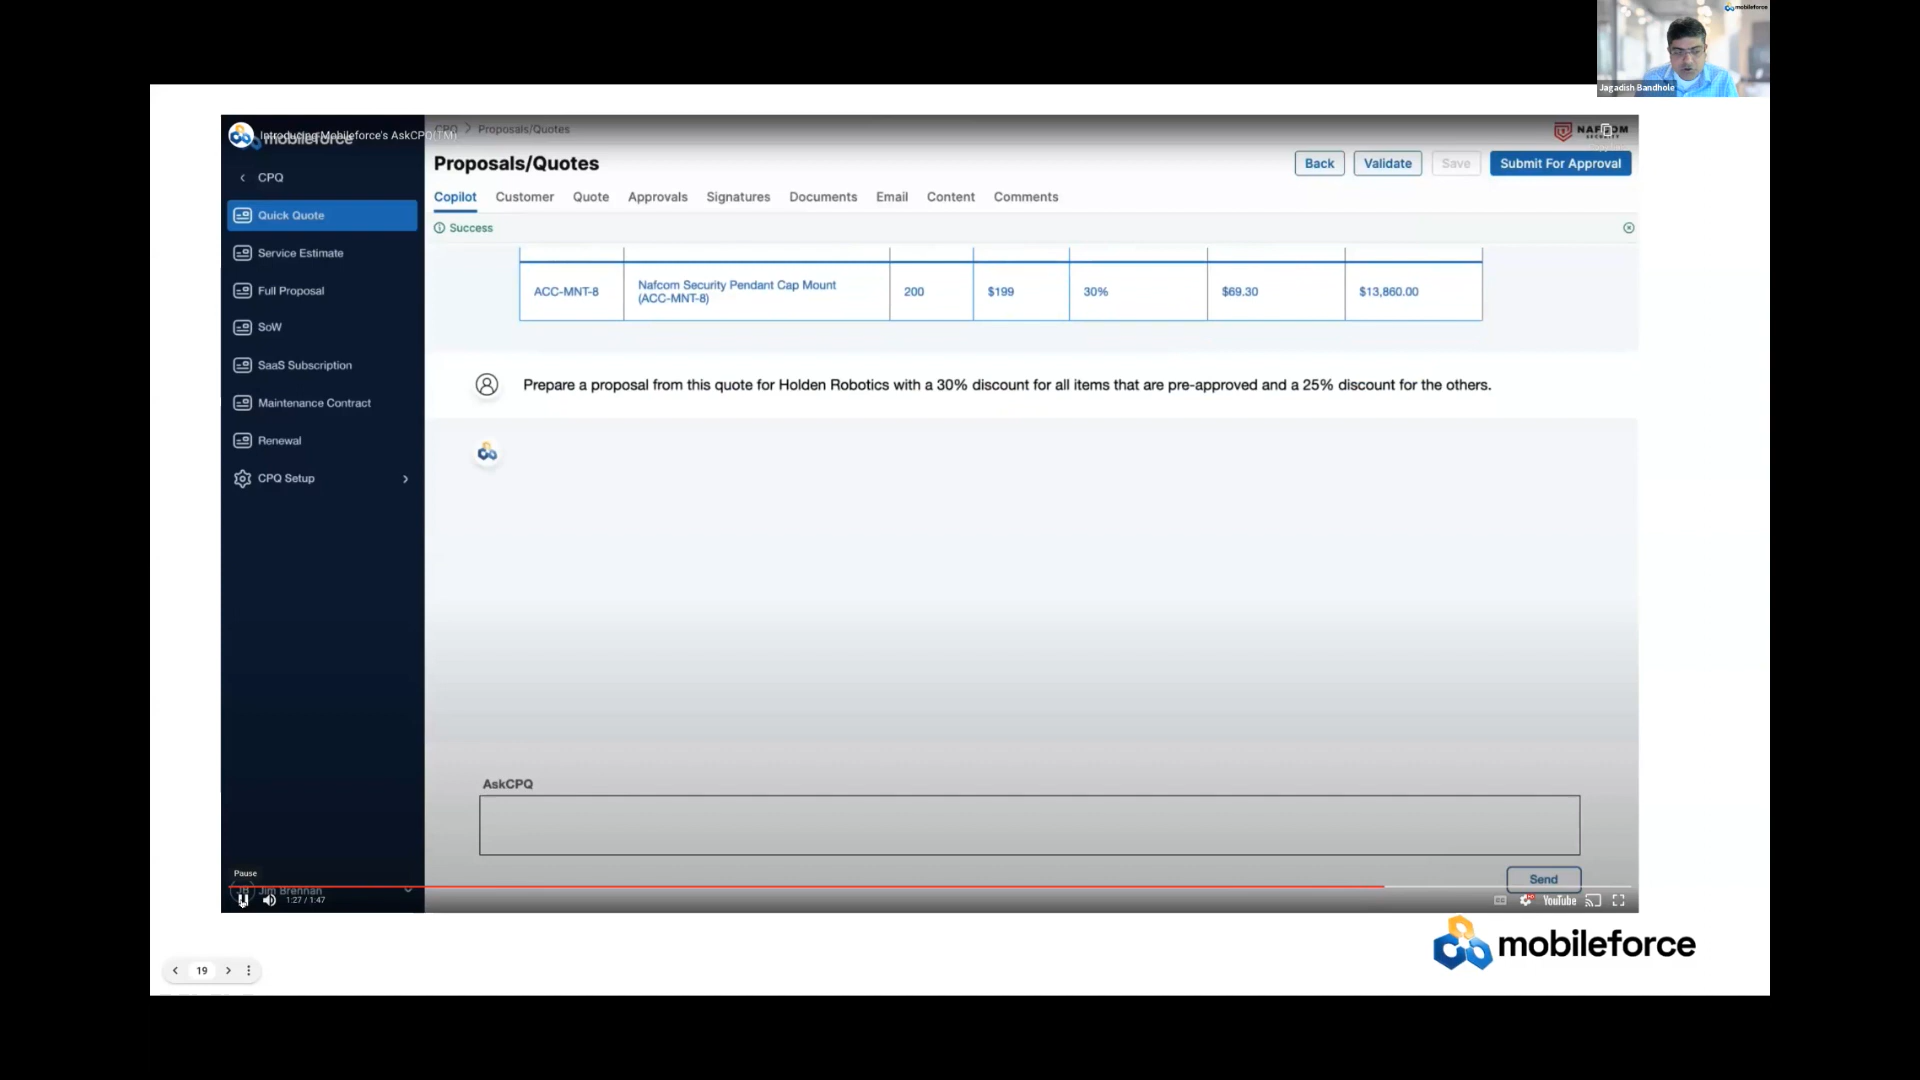 mobileforce
Jagadish Bandhole
Introducing Mobileforce's AskCPQ(TM)
mobileforce
CPQ > Proposals/Quotes
NAFCOM
SECURITY
Proposals/Quotes
Back
Validate
Save
Submit For Approval
CPQ
Quick Quote
Service Estimate
Full Proposal
SoW
SaaS Subscription
Maintenance Contract
Renewal
CPQ Setup
Copilot Customer Quote Approvals Signatures Documents Email Content Comments
Success
ACC-MNT-8
Nafcom Security Pendant Cap Mount
(ACC-MNT-8)
200
$199
30%
$69.30
$13,860.00
Prepare a proposal from this quote for Holden Robotics with a 30% discount for all items that are pre-approved and a 25% discount for the others.
AskCPQ
Send
Pause
JB Jim Brennan
1:27 / 1:47
YouTube
mobileforce
19